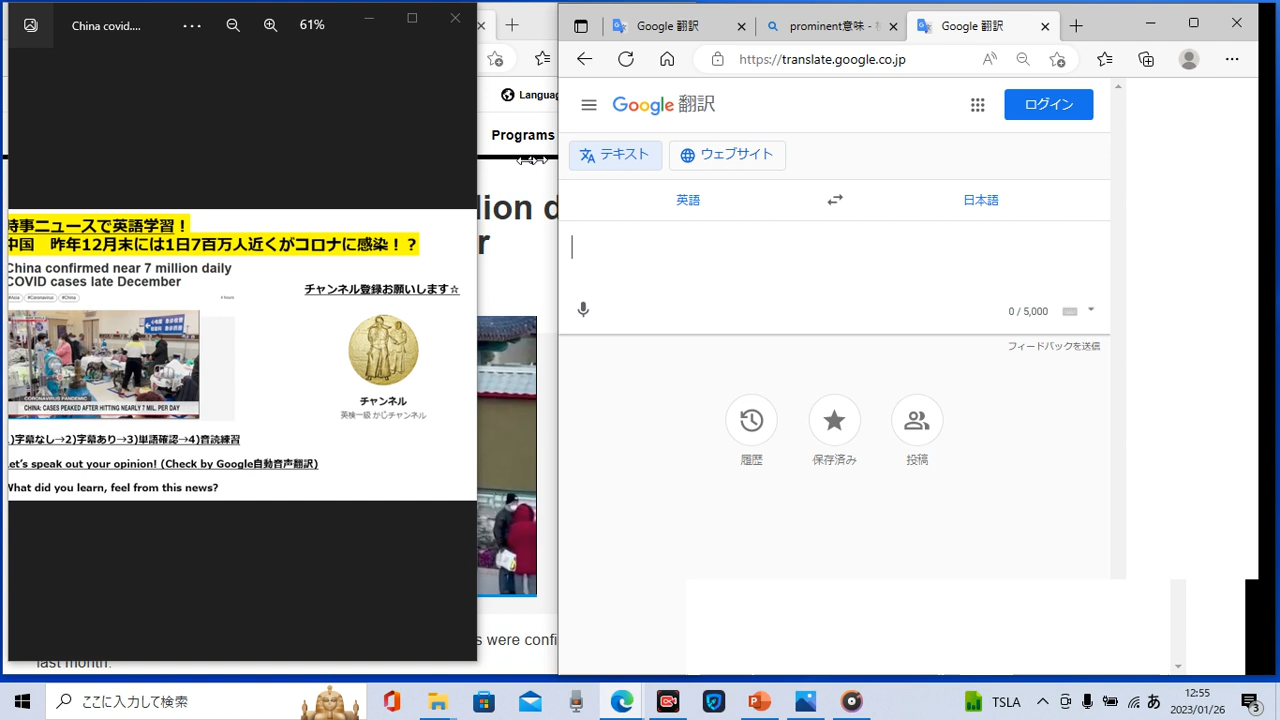 China covid....
61%
時事ニュースで英語学習！
中国　昨年12月末には1日7百万人近くがコロナに感染！？
China confirmed near 7 million daily
COVID cases late December
#Asia #Coronavirus #China
チャンネル登録お願いします☆
CORONAVIRUS PANDEMIC
CHINA: CASES PEAKED AFTER HITTING NEARLY 7 MIL. PER DAY
チャンネル
英検一級 かじチャンネル
1)字幕なし→2)字幕あり→3)単語確認→4)音読練習
Let's speak out your opinion! (Check by Google自動音声翻訳)
What did you learn, feel from this news?
Languag
Programs
lion d
r
s were confi
last month.
Google 翻訳
prominent意味 -
Google 翻訳
https://translate.google.co.jp
Google 翻訳
ログイン
テキスト
ウェブサイト
英語
日本語
0 / 5,000
フィードバックを送信
履歴
保存済み
投稿
ここに入力して検索
TSLA
あ
2:55
2023/01/26
3